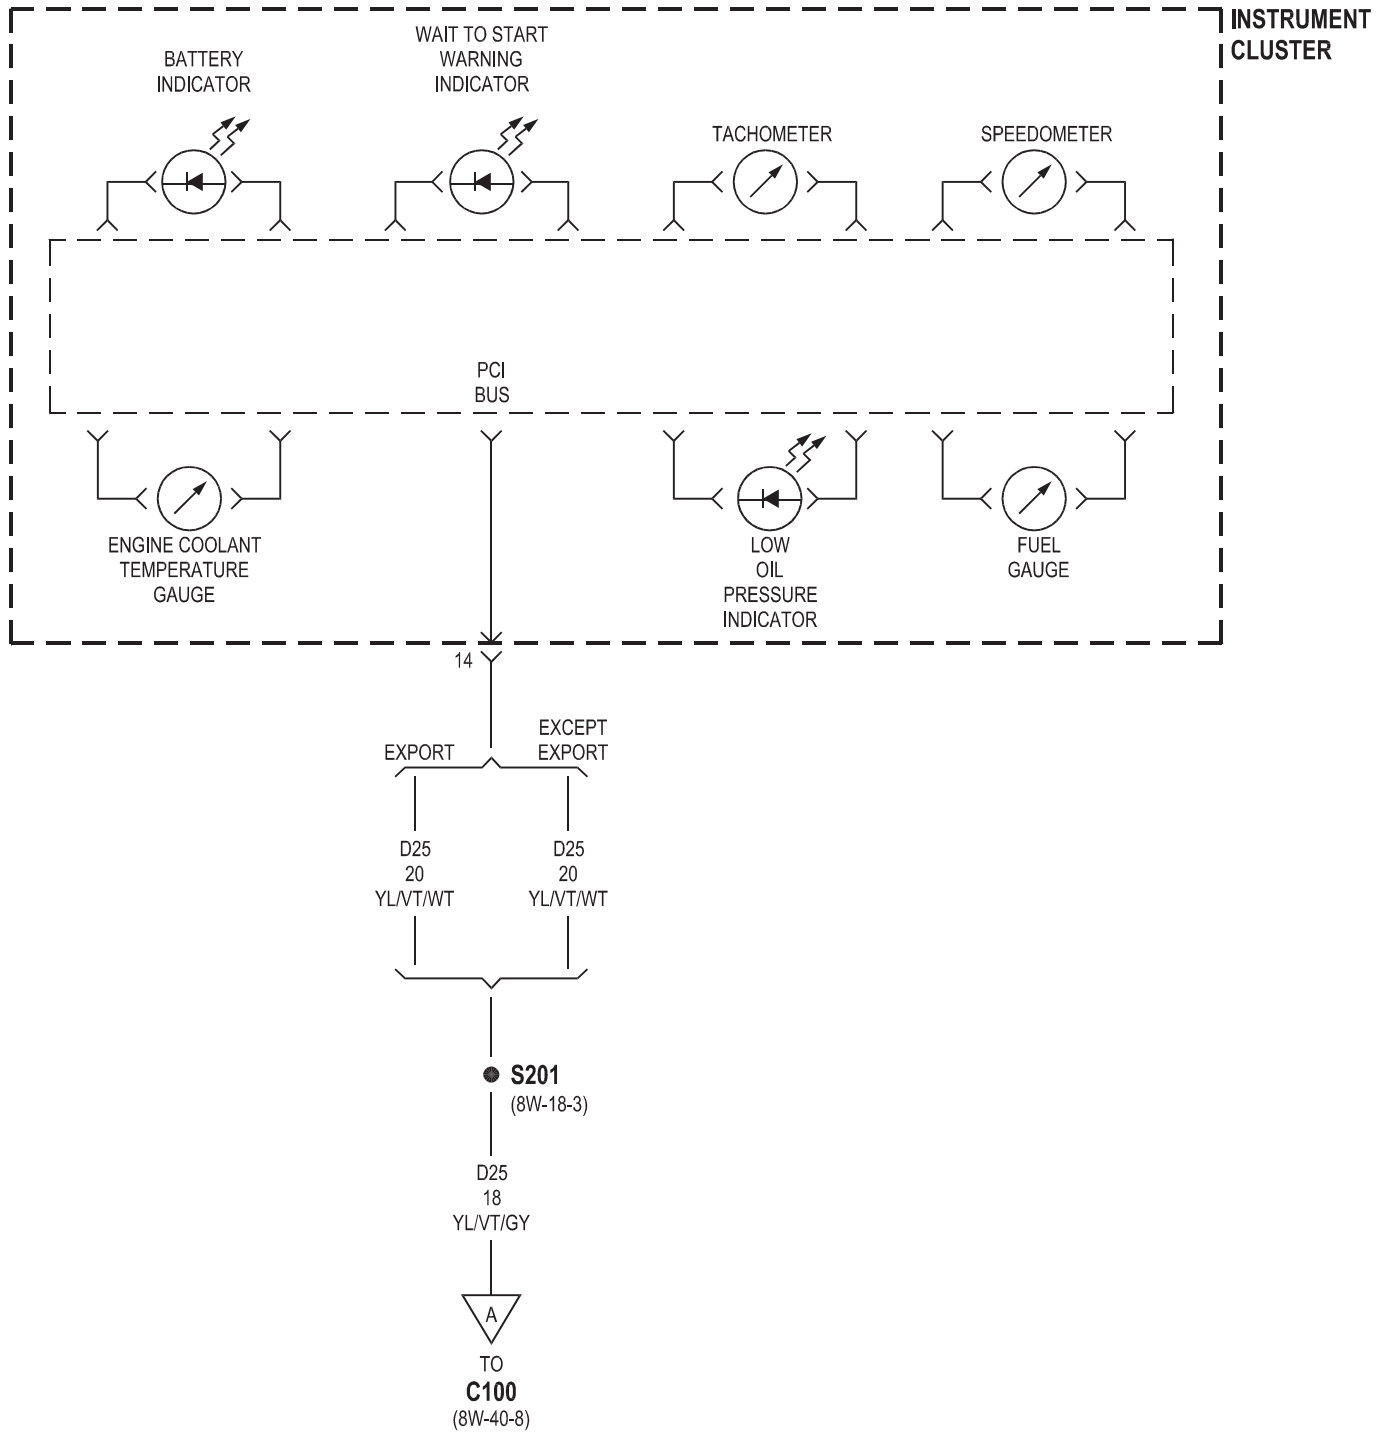 INSTRUMENT
CLUSTER
BATTERY
INDICATOR
WAIT TO START
WARNING
INDICATOR
TACHOMETER
SPEEDOMETER
PCI
BUS
ENGINE COOLANT
TEMPERATURE
GAUGE
LOW
OIL
PRESSURE
INDICATOR
FUEL
GAUGE
14
EXPORT
EXCEPT
EXPORT
D25
20
YL/VT/WT
D25
20
YL/VT/WT
S201
(8W-18-3)
D25
18
YL/VT/GY
A
TO
C100
(8W-40-8)